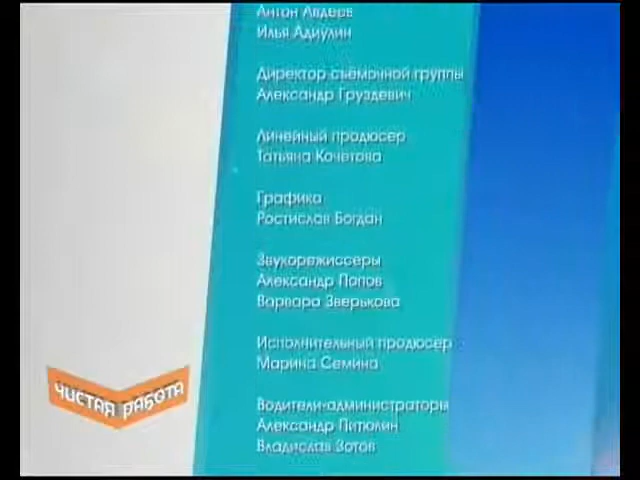 Антон Авдеев
Илья Адиулин
Директор съёмочной группы
Александр Груздевич
Линейный продюсер
Татьяна Кочетова
Графика
Ростислав Богдан
Звукорежиссеры
Александр Попов
Варвара Зверькова
Исполнительный продюсер
Марина Семина
Водители-администраторы
Александр Питюлин
Владислав Зотов
ЧИСТАЯ РАБОТА